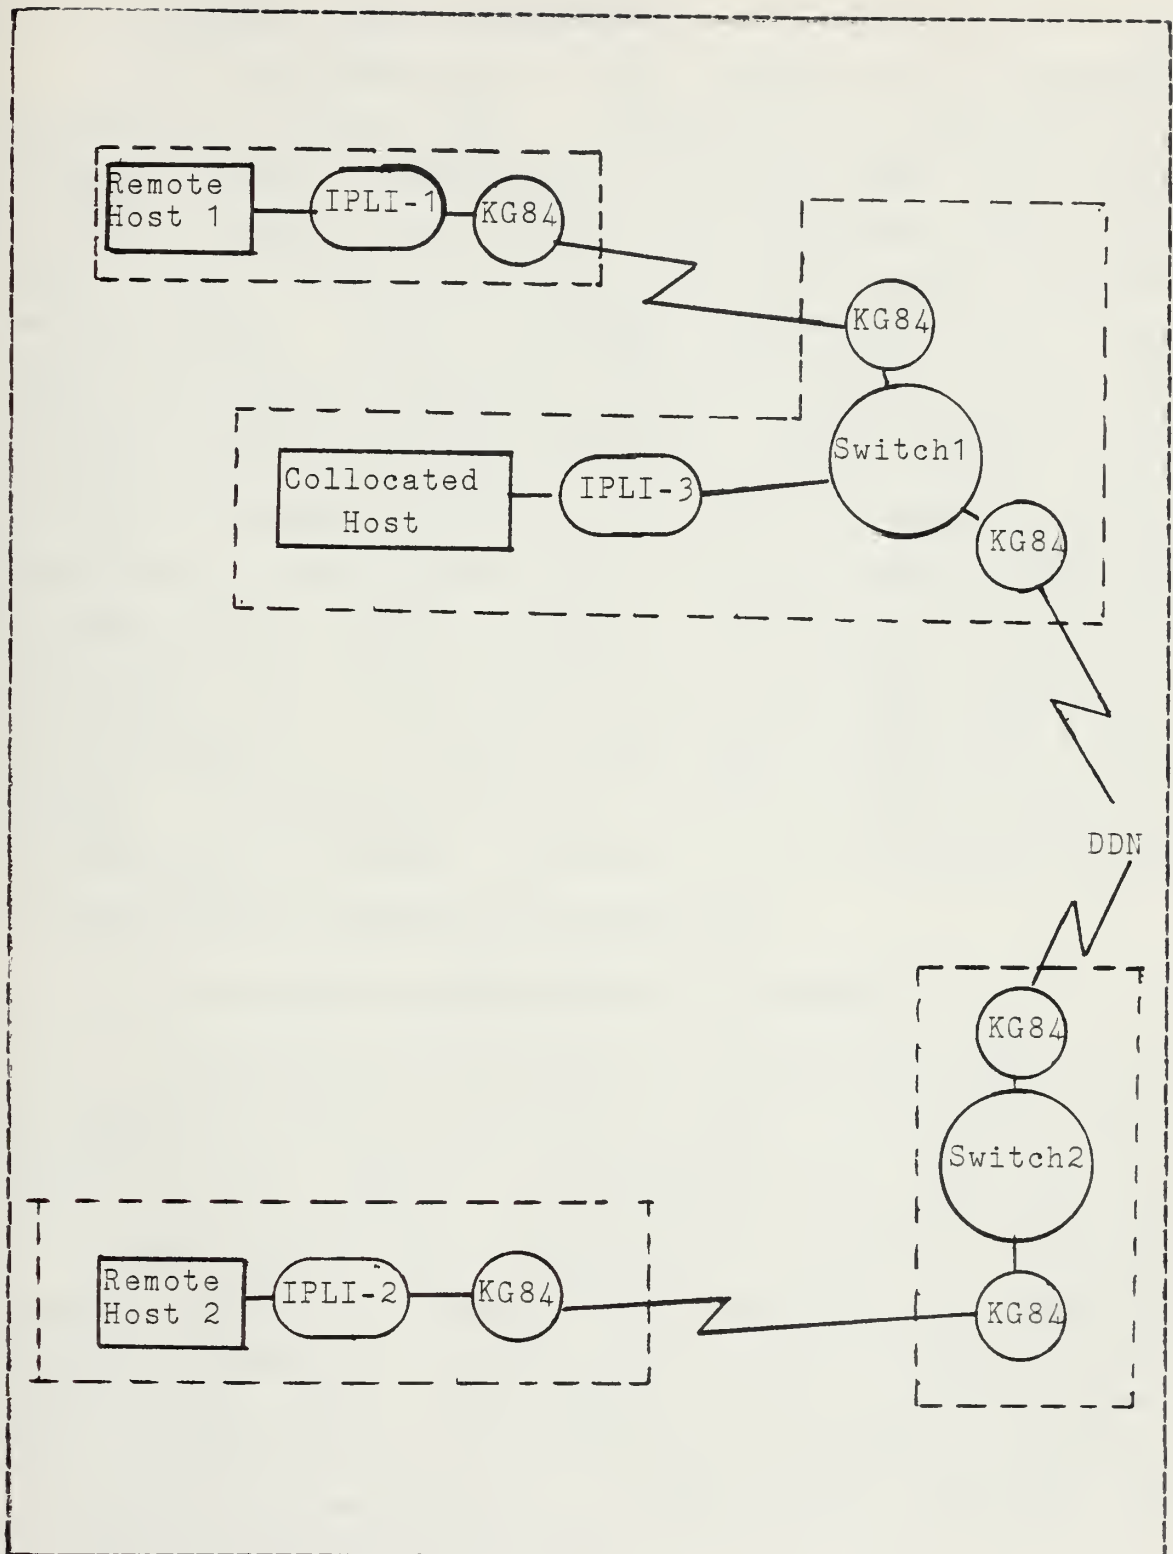 Remote
Host 1
IPLI-1
KG84
KG84
Switch1
Collocated
Host
IPLI-3
KG84
DDN
KG84
Switch2
Remote
Host 2
IPLI-2
KG84
KG84